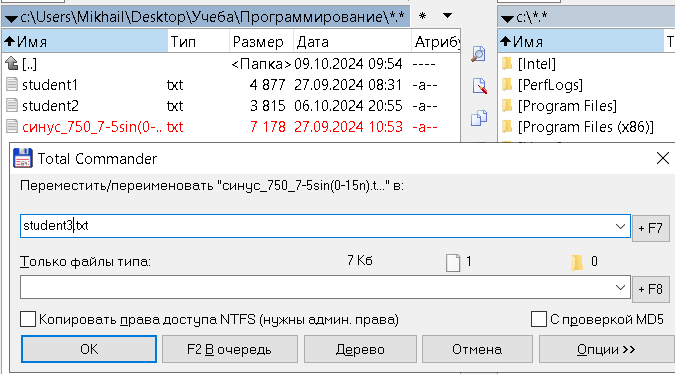 c:\Users\Mikhail\Desktop\Учеба\Программирование\*.* * c:\*.*
Имя Тип Размер Дата Атрибу Имя Т
[..] <Папка> 09.10.2024 09:54 ---- [Intel]
student1 txt 4 877 27.09.2024 08:31 -a-- [PerfLogs]
student2 txt 3 815 06.10.2024 20:55 -a-- [Program Files]
синус_750_7-5sin(0-.. txt 7 178 27.09.2024 10:53 -a-- [Program Files (x86)]
Total Commander
Переместить/переименовать "синус_750_7-5sin(0-15n).t..." в:
student3.txt + F7
Только файлы типа: 7 Кб 1 0
+ F8
Копировать права доступа NTFS (нужны админ. права) С проверкой MD5
OK F2 В очередь Дерево Отмена Опции >>